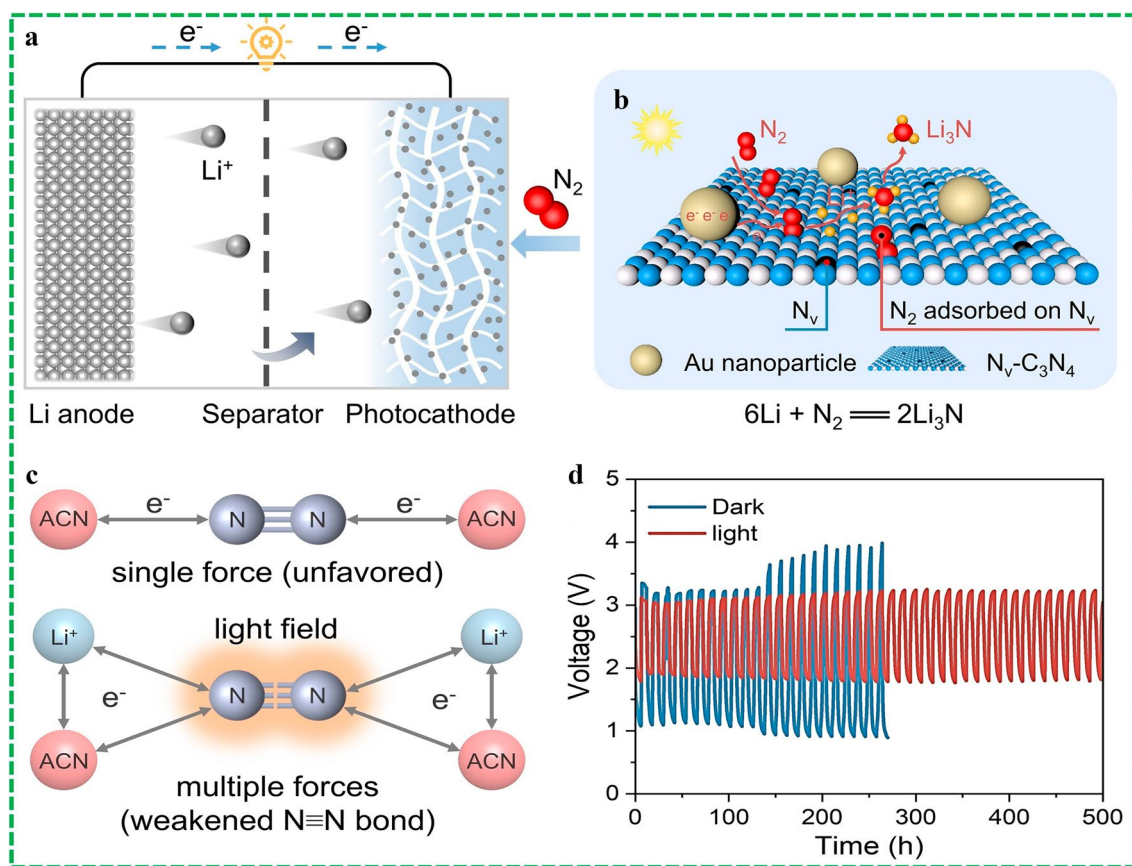 a
e⁻
e⁻
Li⁺
N₂
Li anode
Separator
Photocathode
b
N₂
Li₃N
e⁻ e⁻ e
Nᵥ
N₂ adsorbed on Nᵥ
Au nanoparticle
Nᵥ-C₃N₄
6Li + N₂ == 2Li₃N
c
ACN
e⁻
N
N
e⁻
ACN
single force (unfavored)
light field
Li⁺
Li⁺
e⁻
N
N
e⁻
ACN
ACN
multiple forces
(weakened N≡N bond)
d
Dark
light
Voltage (V)
5
4
3
2
1
0
0
100
200
300
400
500
Time (h)